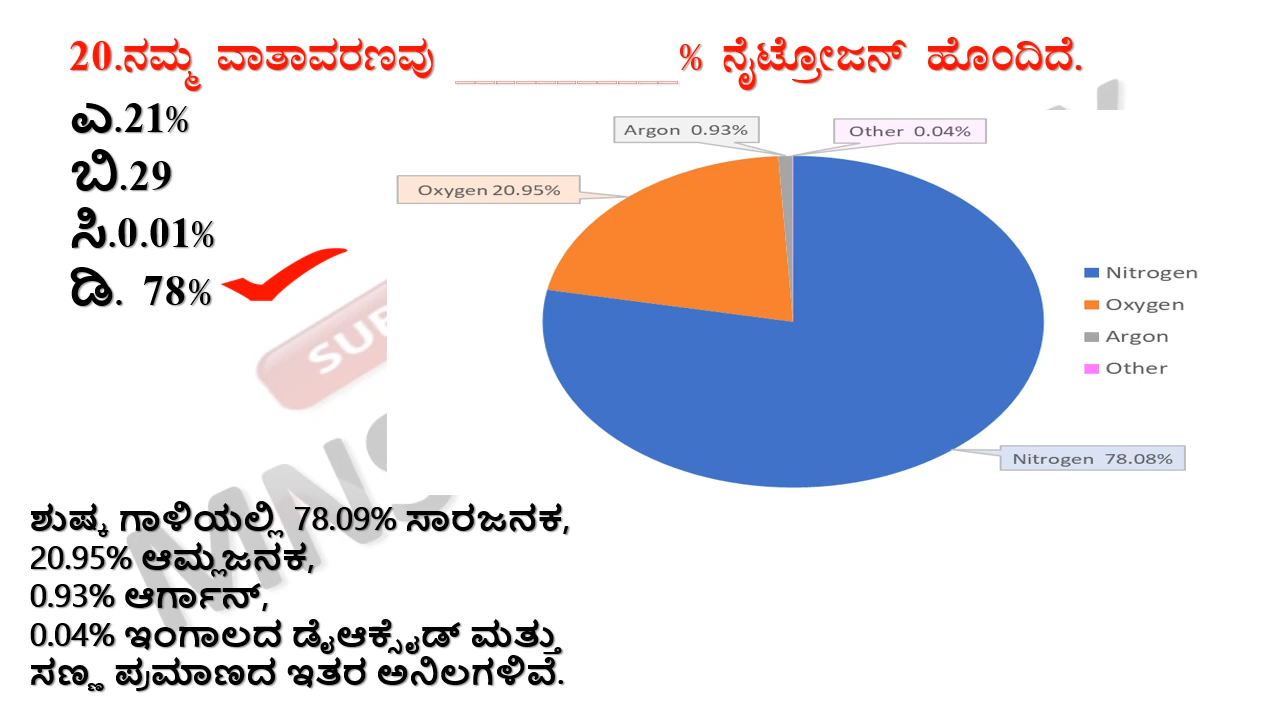 20.ನಮ್ಮ ವಾತಾವರಣವು __________% ನೈಟ್ರೋಜನ್ ಹೊಂದಿದೆ.
ಎ.21%
ಬಿ.29
ಸಿ.0.01%
ಡಿ. 78%
Argon 0.93%
Other 0.04%
Oxygen 20.95%
Nitrogen
Oxygen
Argon
Other
Nitrogen 78.08%
ಶುಷ್ಕ ಗಾಳಿಯಲ್ಲಿ 78.09% ಸಾರಜನಕ,
20.95% ಆಮ್ಲಜನಕ,
0.93% ಆರ್ಗಾನ್,
0.04% ಇಂಗಾಲದ ಡೈಆಕ್ಸೈಡ್ ಮತ್ತು
ಸಣ್ಣ ಪ್ರಮಾಣದ ಇತರ ಅನಿಲಗಳಿವೆ.